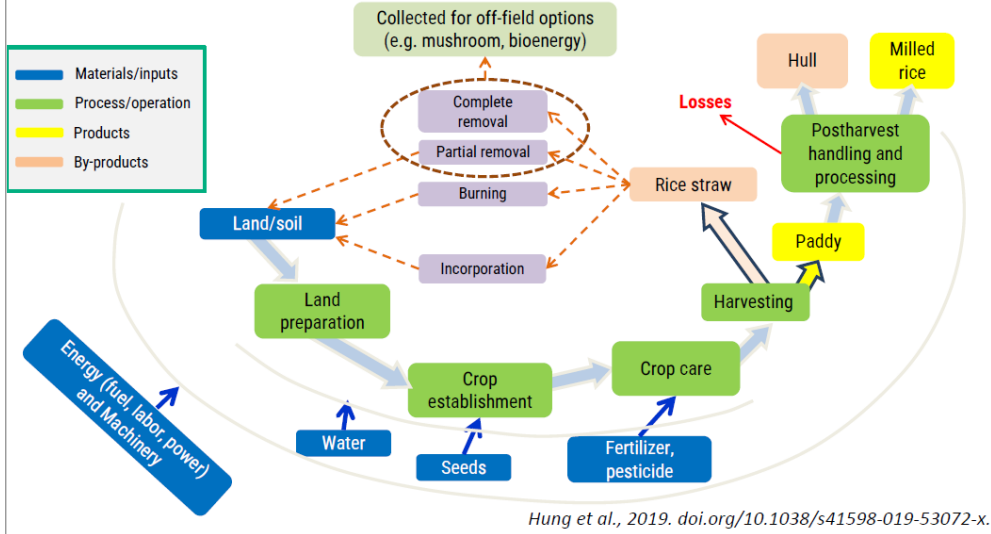 Collected for off-field options
(e.g. mushroom, bioenergy)
Materials/inputs
Process/operation
Products
By-products
Complete
removal
Partial removal
Burning
Incorporation
Land/soil
Rice straw
Losses
Hull
Milled
rice
Postharvest
handling and
processing
Paddy
Harvesting
Land
preparation
Crop
establishment
Crop care
Energy (fuel, labor, power)
and Machinery
Water
Seeds
Fertilizer,
pesticide
Hung et al., 2019. doi.org/10.1038/s41598-019-53072-x.